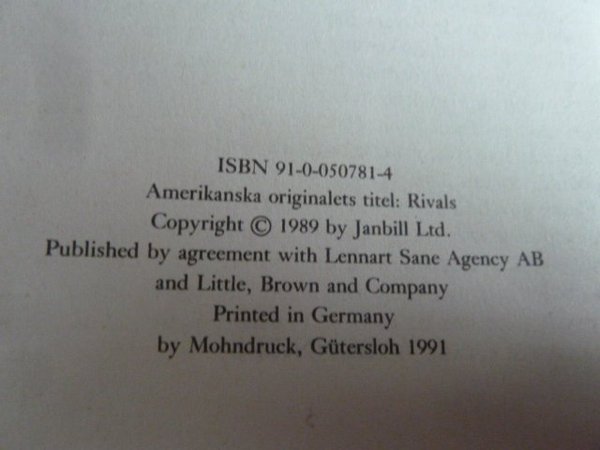 ISBN 91-0-050781-4
Amerikanska originalets titel: Rivals
Copyright © 1989 by Janbill Ltd.
Published by agreement with Lennart Sane Agency AB
and Little, Brown and Company
Printed in Germany
by Mohndruck, Gütersloh 1991